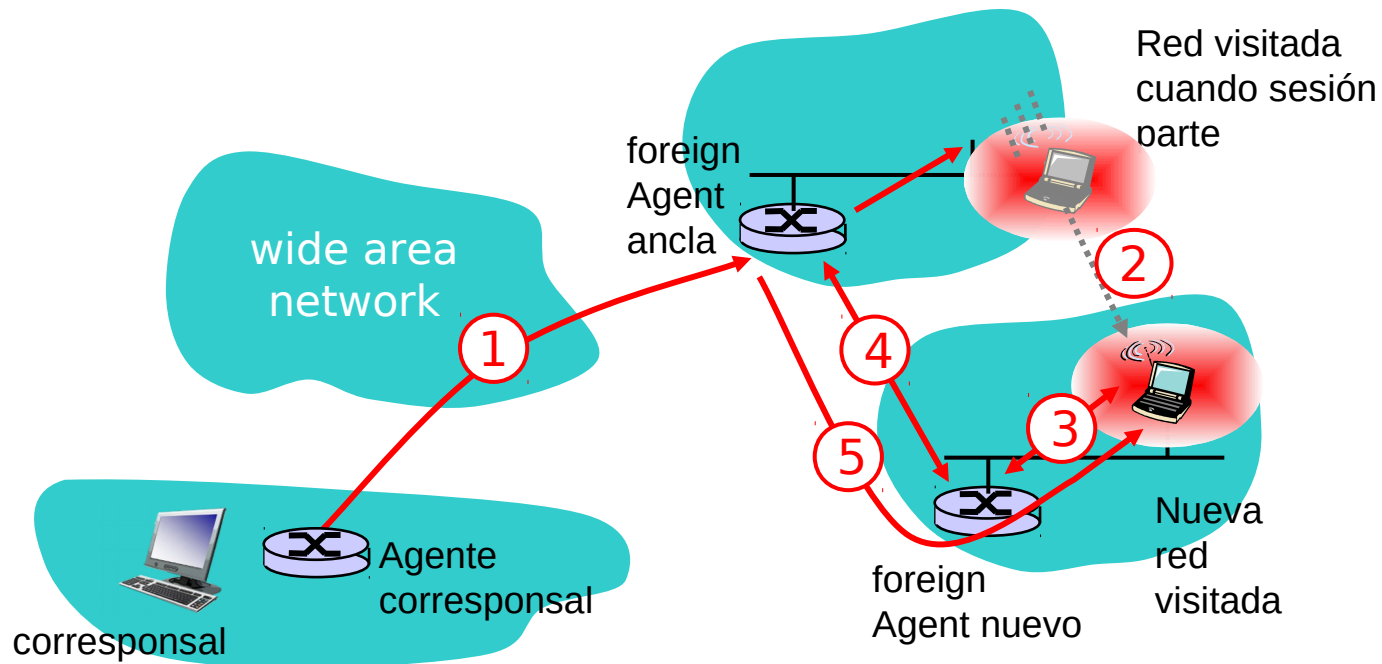 Red visitada
cuando sesión
parte
foreign
Agent
ancla
wide area
network
1
2
4
3
5
Agente
corresponsal
corresponsal
foreign
Agent nuevo
Nueva
red
visitada